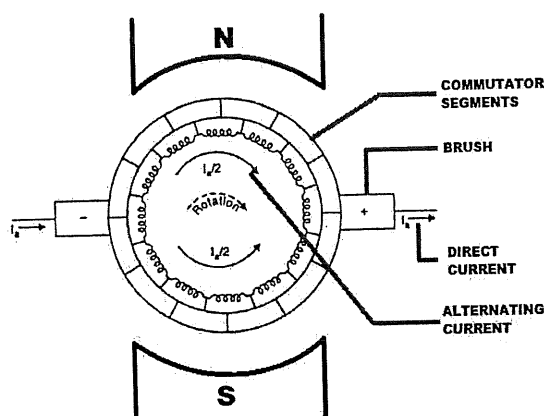 N
COMMUTATOR
SEGMENTS
BRUSH
Iₐ/2
Rotation
-
+
Iₐ
Iₐ
Iₐ/2
DIRECT
CURRENT
ALTERNATING
CURRENT
S